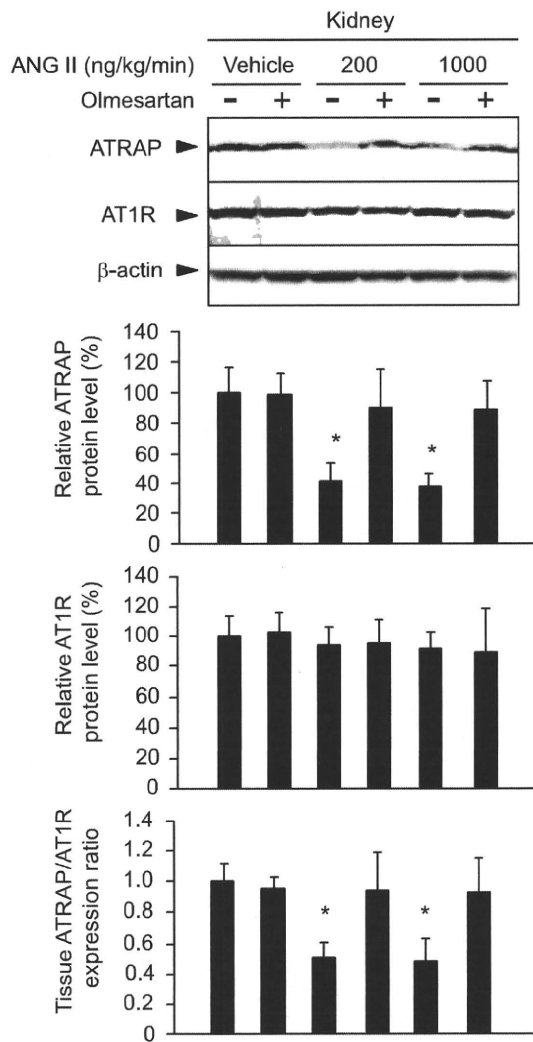 Kidney
ANG II (ng/kg/min) Vehicle 200 1000
Olmesartan - + - + - +
ATRAP
AT1R
β-actin
Relative ATRAP
protein level (%)
140
120
100
80
60
40
20
0
*
*
Relative AT1R
protein level (%)
140
120
100
80
60
40
20
0
Tissue ATRAP/AT1R
expression ratio
1.4
1.2
1.0
0.8
0.6
0.4
0.2
0
*
*